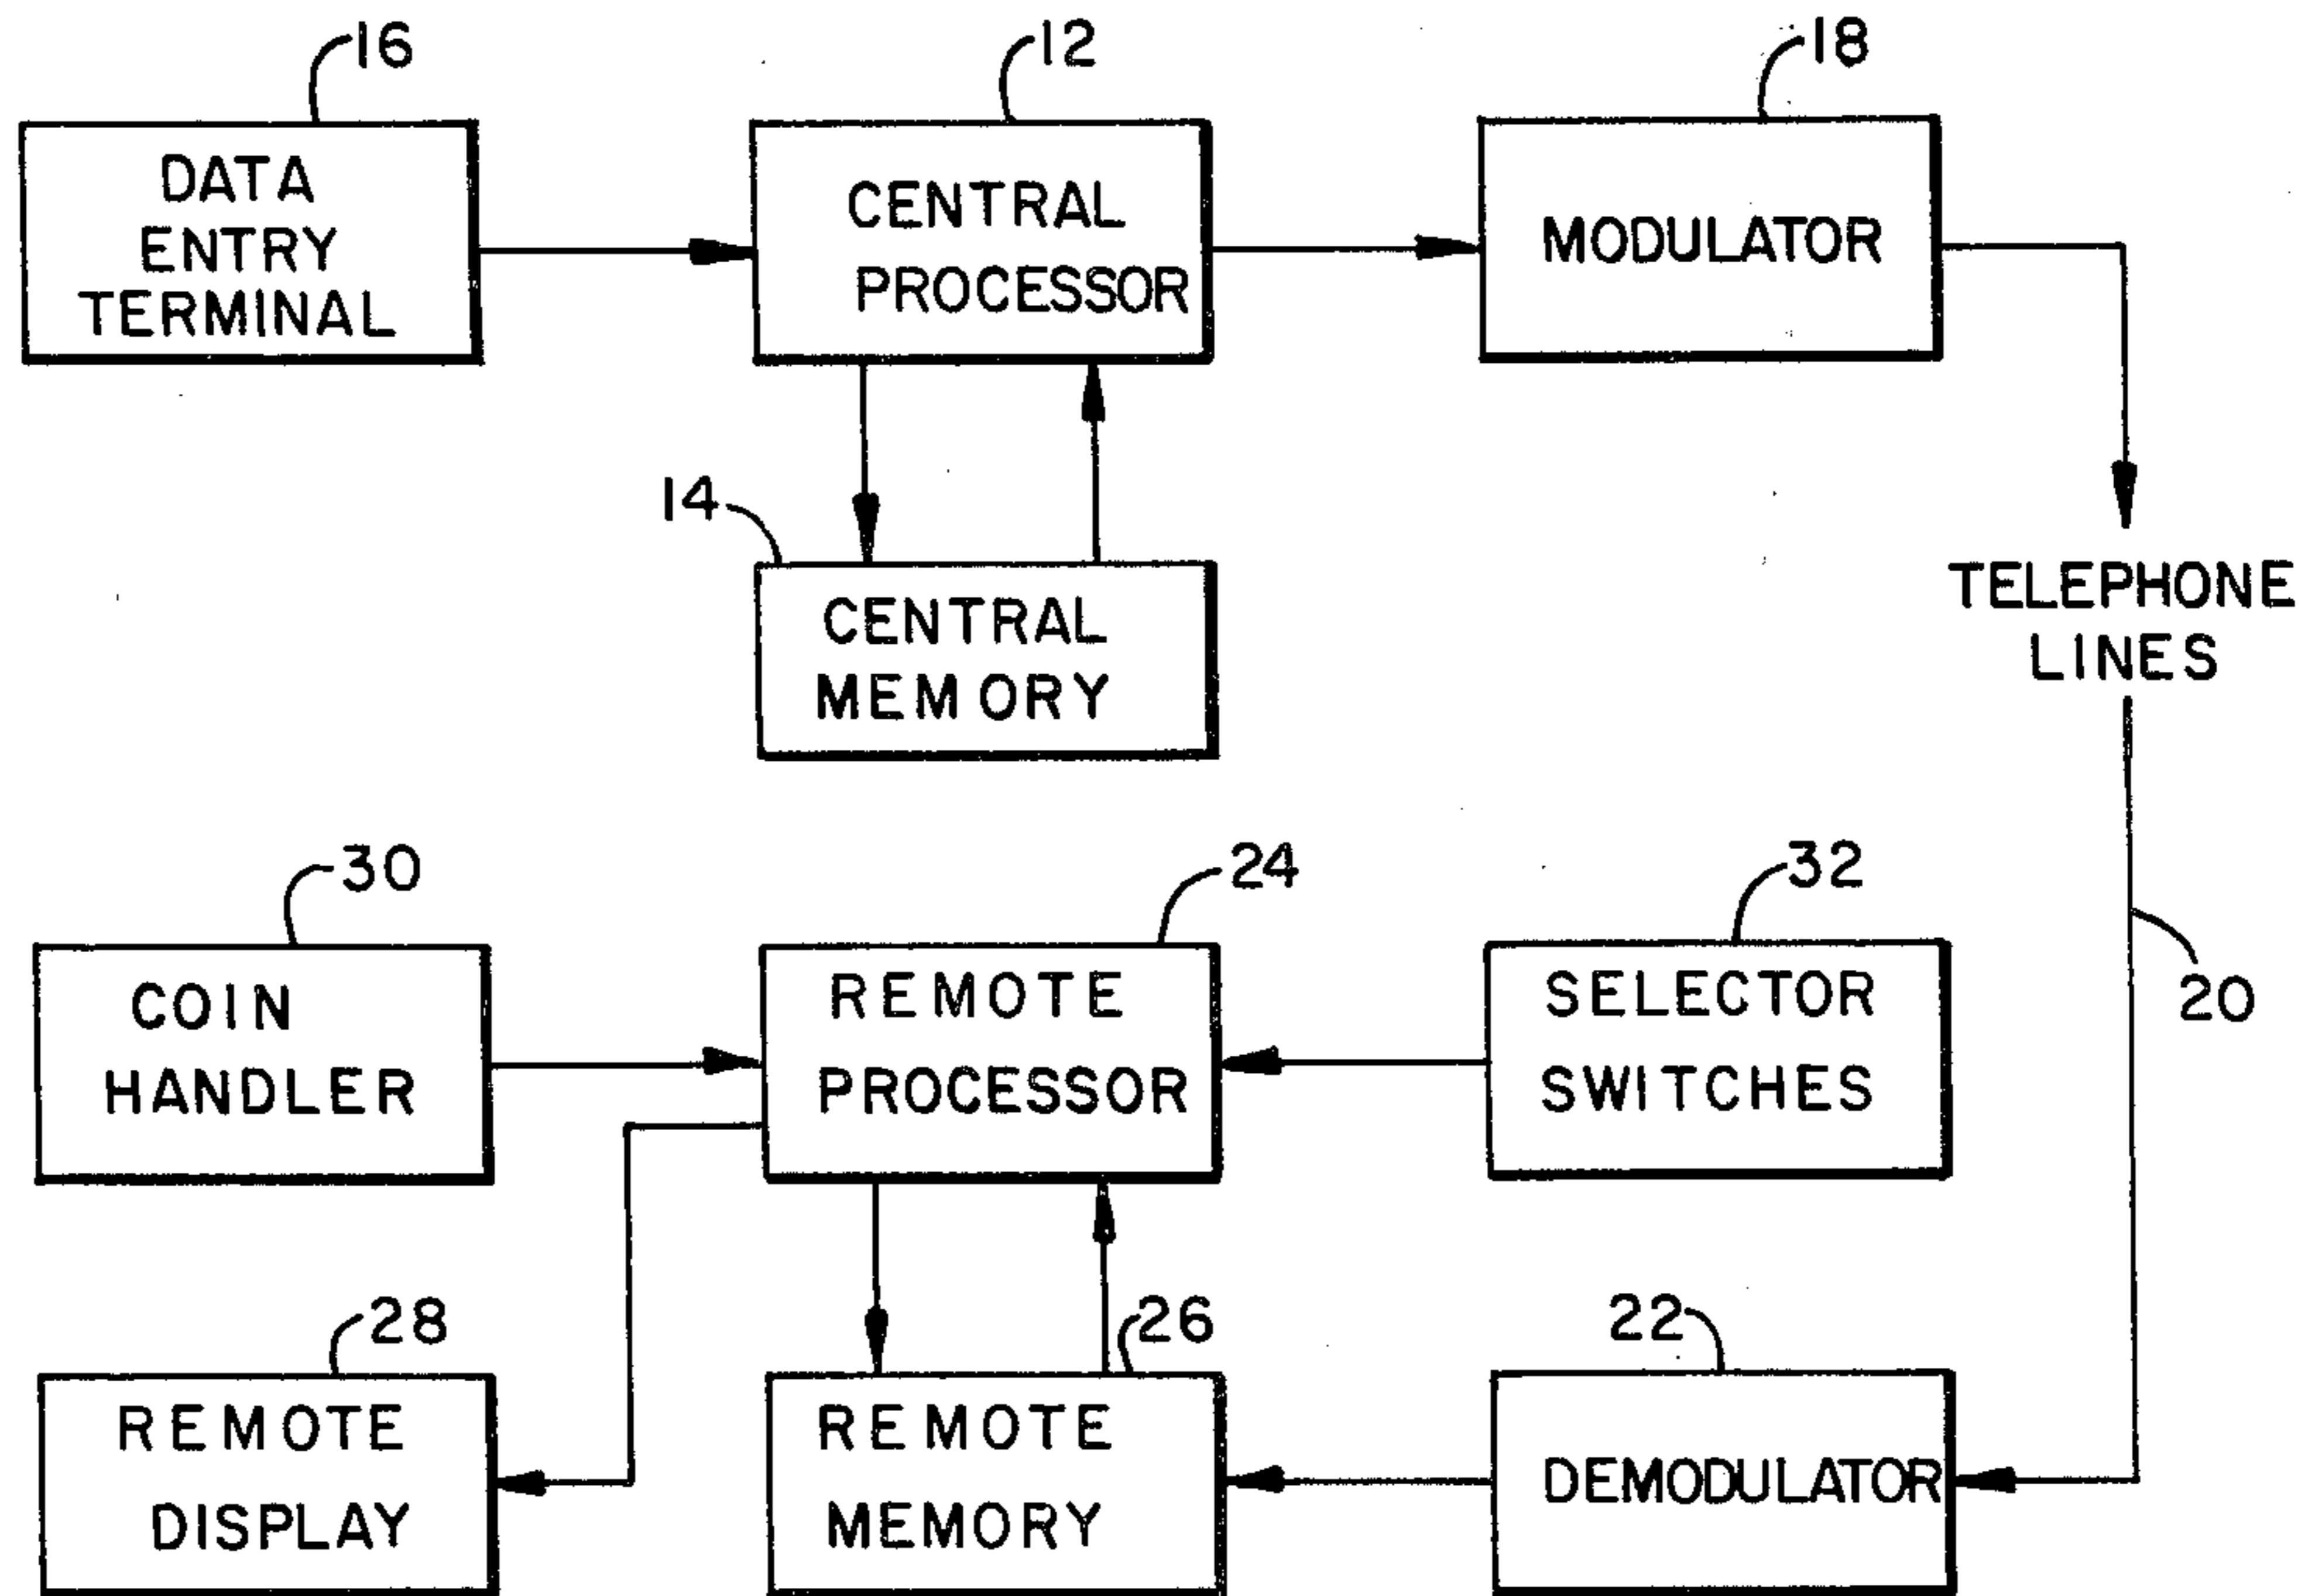 16
12
18
DATA
ENTRY
TERMINAL
CENTRAL
PROCESSOR
MODULATOR
14
CENTRAL
MEMORY
TELEPHONE
LINES
30
24
32
20
COIN
HANDLER
REMOTE
PROCESSOR
SELECTOR
SWITCHES
28
26
22
REMOTE
DISPLAY
REMOTE
MEMORY
DEMODULATOR